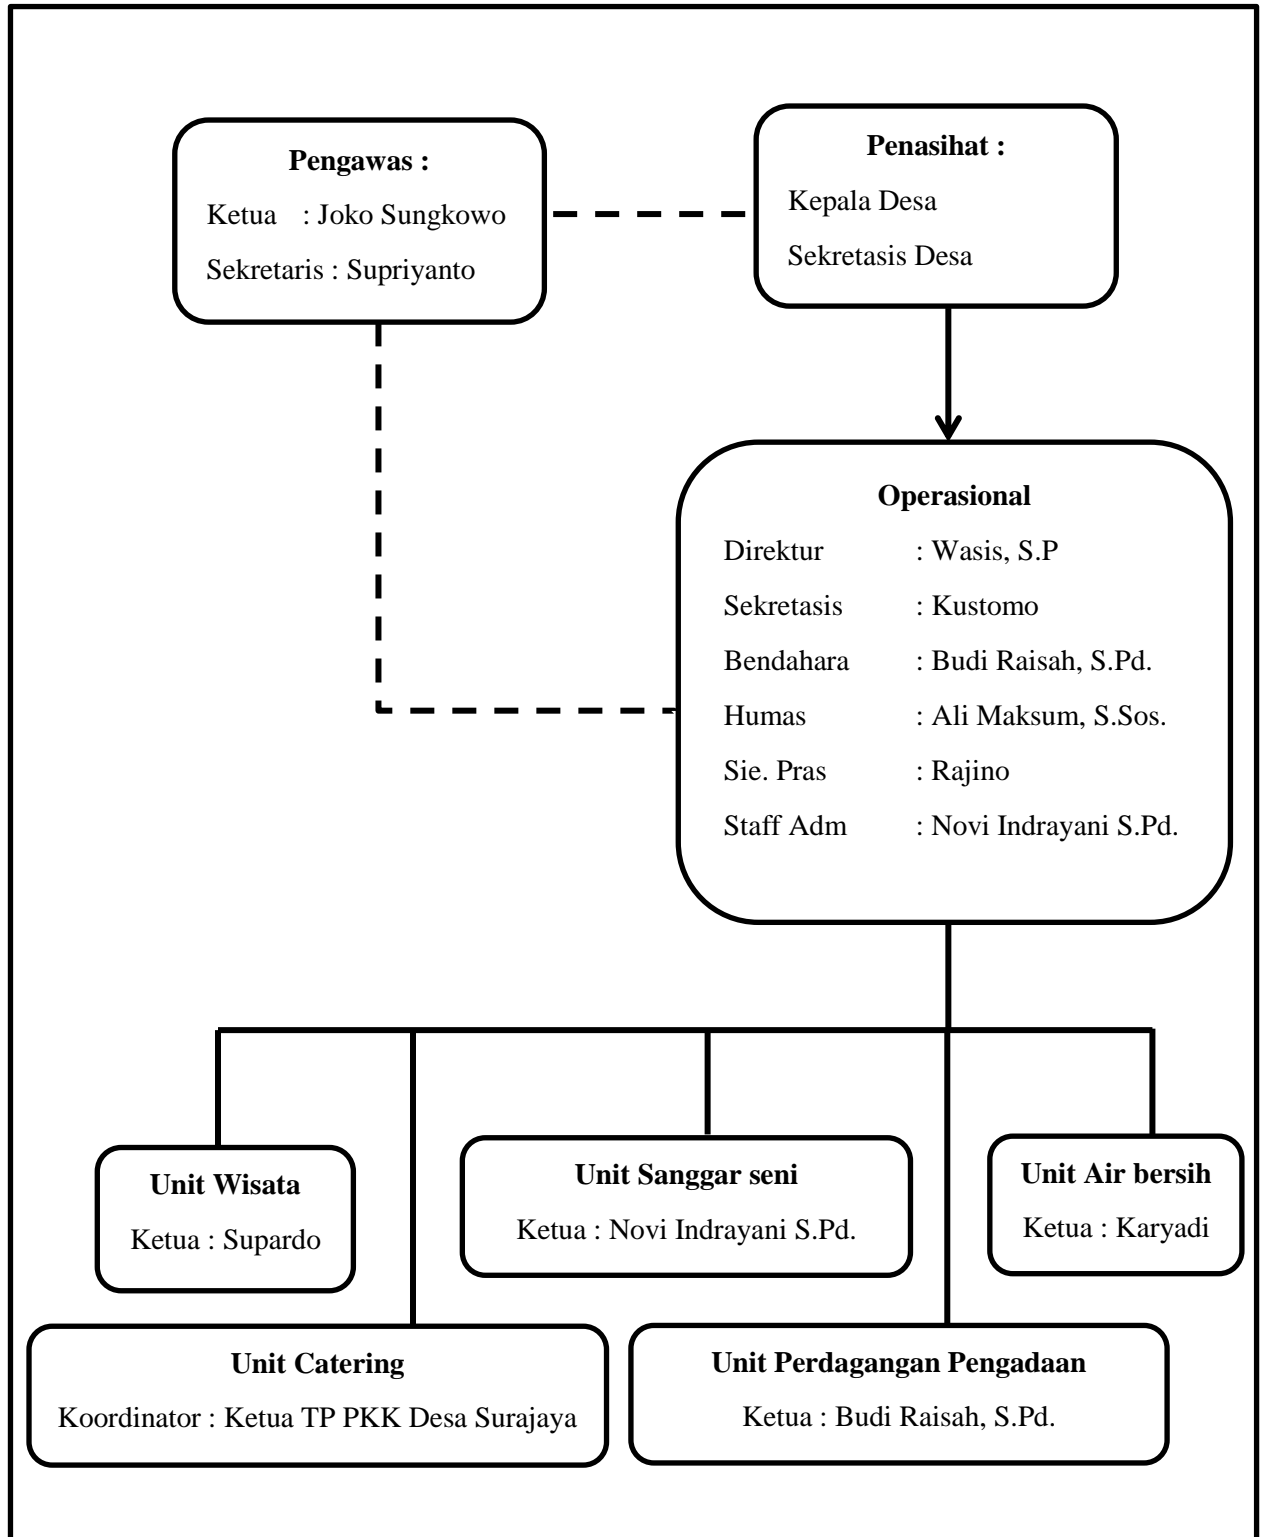 Pengawas :
Ketua : Joko Sungkowo
Sekretaris : Supriyanto
Penasihat :
Kepala Desa
Sekretasis Desa
Operasional
Direktur : Wasis, S.P
Sekretasis : Kustomo
Bendahara : Budi Raisah, S.Pd.
Humas : Ali Maksum, S.Sos.
Sie. Pras : Rajino
Staff Adm : Novi Indrayani S.Pd.
Unit Wisata
Ketua : Supardo
Unit Sanggar seni
Ketua : Novi Indrayani S.Pd.
Unit Air bersih
Ketua : Karyadi
Unit Catering
Koordinator : Ketua TP PKK Desa Surajaya
Unit Perdagangan Pengadaan
Ketua : Budi Raisah, S.Pd.